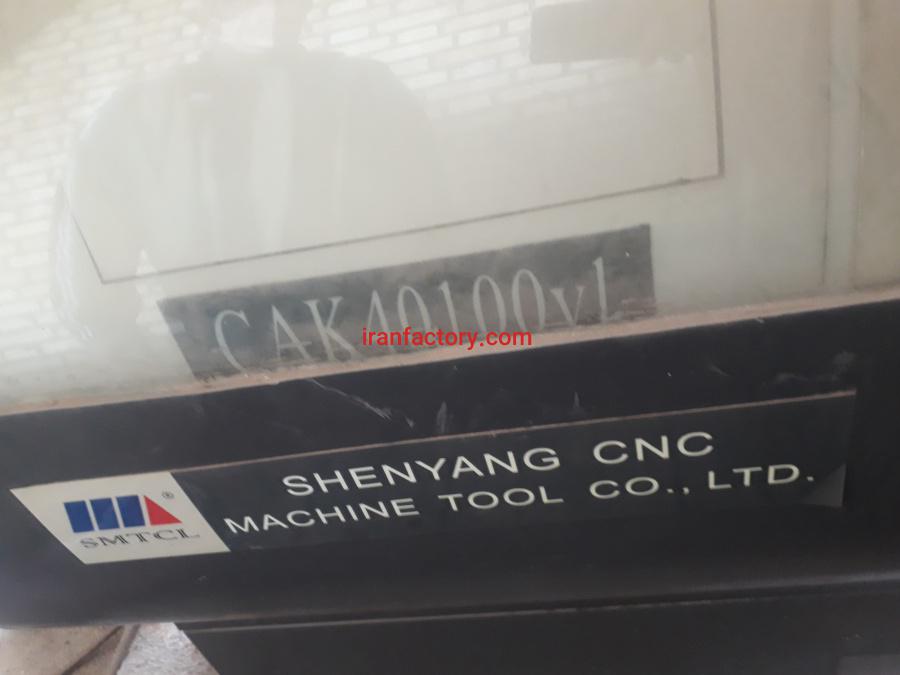 CAK40100vl
iranfactory.com
SHENYANG CNC
MACHINE TOOL CO., LTD.
®
SMTCL